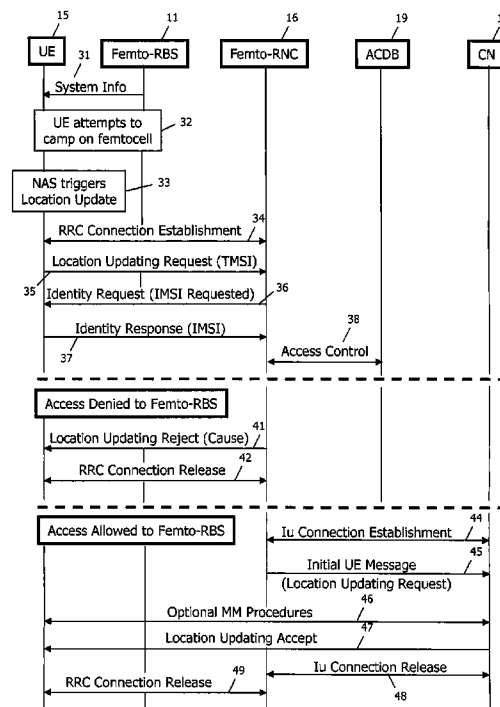 15 11 16 19 1
UE Femto-RBS Femto-RNC ACDB CN
31
System Info
UE attempts to
camp on femtocell
32
NAS triggers
Location Update
33
34
RRC Connection Establishment
Location Updating Request (TMSI)
35
36
Identity Request (IMSI Requested)
Identity Response (IMSI)
37
38
Access Control
Access Denied to Femto-RBS
Location Updating Reject (Cause)
41
42
RRC Connection Release
Access Allowed to Femto-RBS
44
Iu Connection Establishment
45
Initial UE Message
(Location Updating Request)
46
Optional MM Procedures
47
Location Updating Accept
49
Iu Connection Release
RRC Connection Release
48